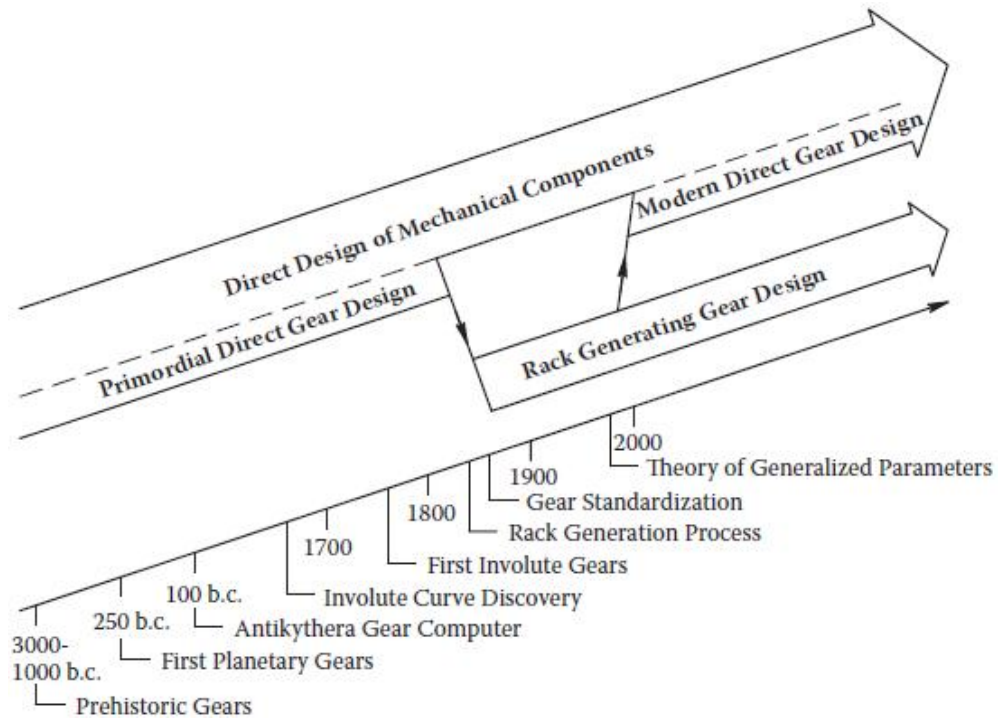 Direct Design of Mechanical Components
Modern Direct Gear Design
Primordial Direct Gear Design
Rack Generating Gear Design
2000
Theory of Generalized Parameters
1900
Gear Standardization
1800
Rack Generation Process
1700
First Involute Gears
100 b.c.
Involute Curve Discovery
250 b.c.
Antikythera Gear Computer
3000-
1000 b.c.
First Planetary Gears
Prehistoric Gears